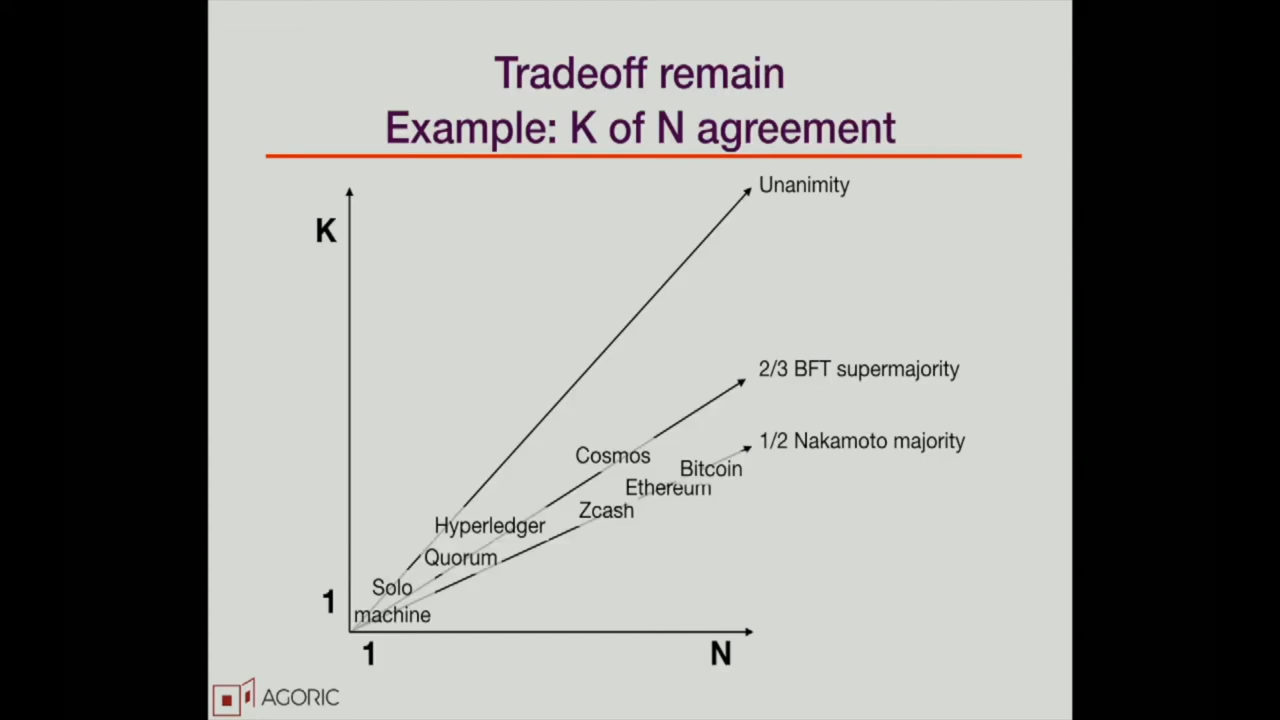 Tradeoff remain
Example: K of N agreement
Unanimity
K
2/3 BFT supermajority
1/2 Nakamoto majority
Cosmos
Bitcoin
Ethereum
Zcash
Hyperledger
Quorum
Solo
machine
1
1
N
AGORIC